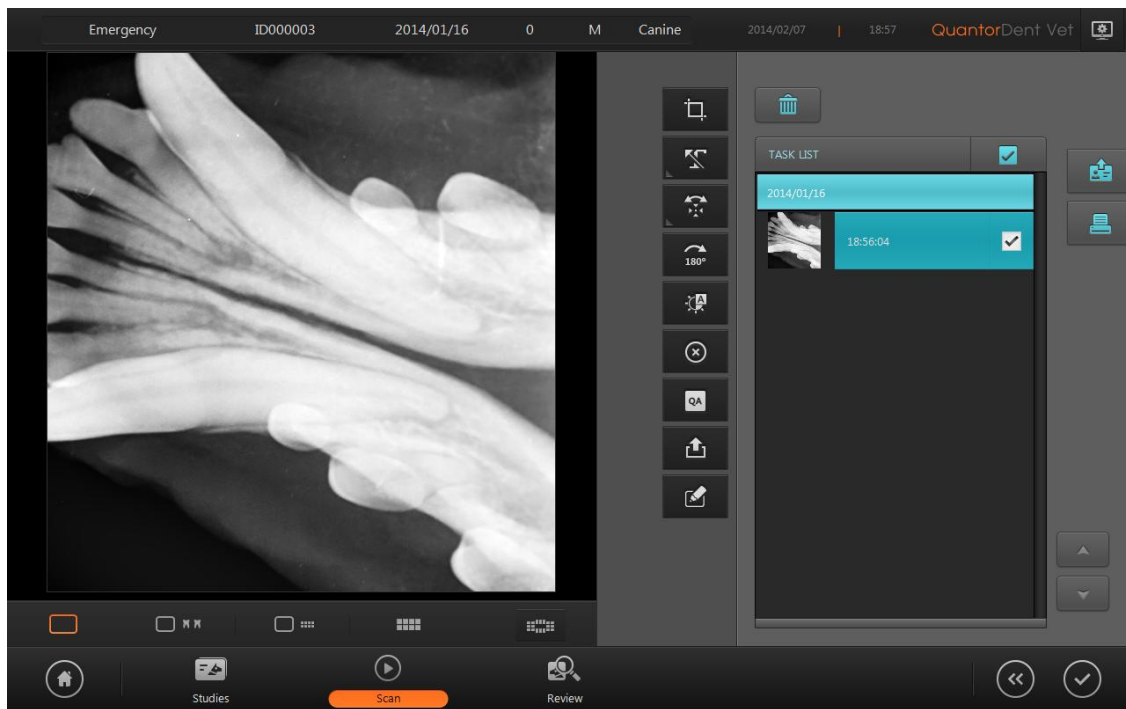 Emergency ID000003 2014/01/16 0 M Canine 2014/02/07 | 18:57 QuantorDent Vet
TASK LIST
2014/01/16
18:56:04
180°
A
QA
Studies Scan Review